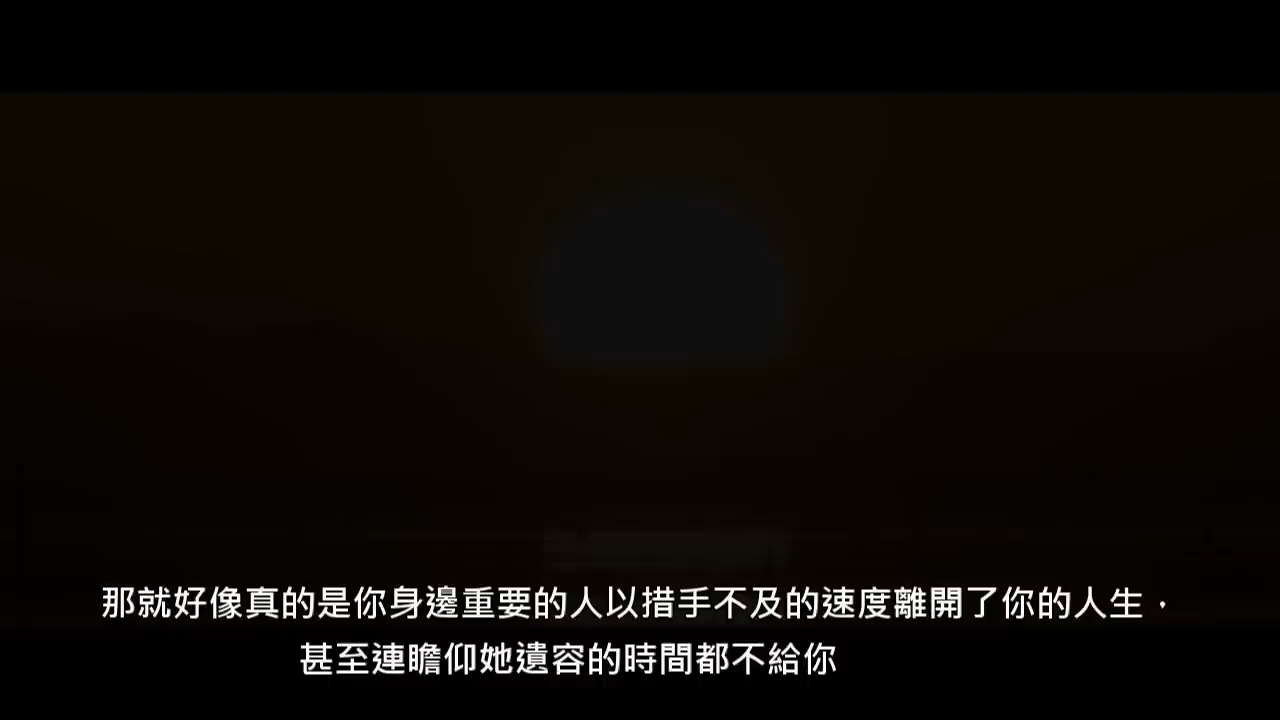 那就好像真的是你身邊重要的人以措手不及的速度離開了你的人生，
甚至連瞻仰她遺容的時間都不給你